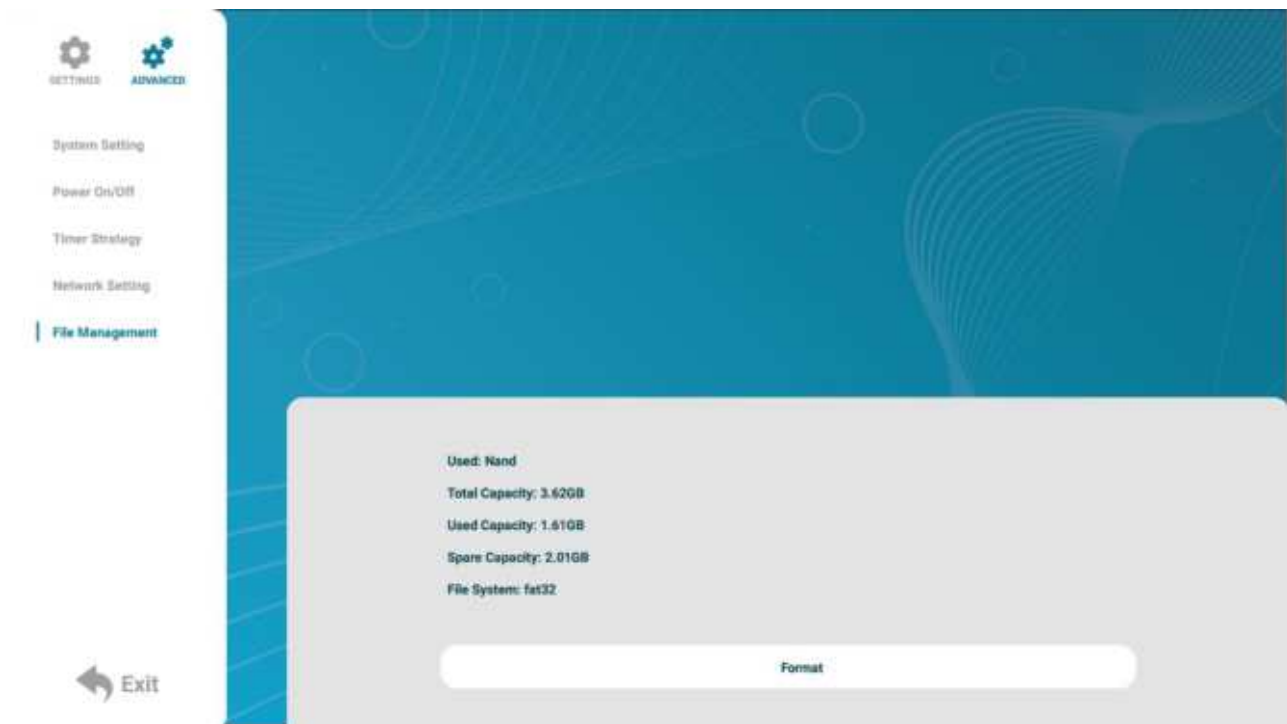 SETTINGS
ADVANCED
System Setting
Power On/Off
Timer Strategy
Network Setting
File Management
Used: Nand
Total Capacity: 3.62GB
Used Capacity: 1.61GB
Spare Capacity: 2.01GB
File System: fat32
Format
Exit